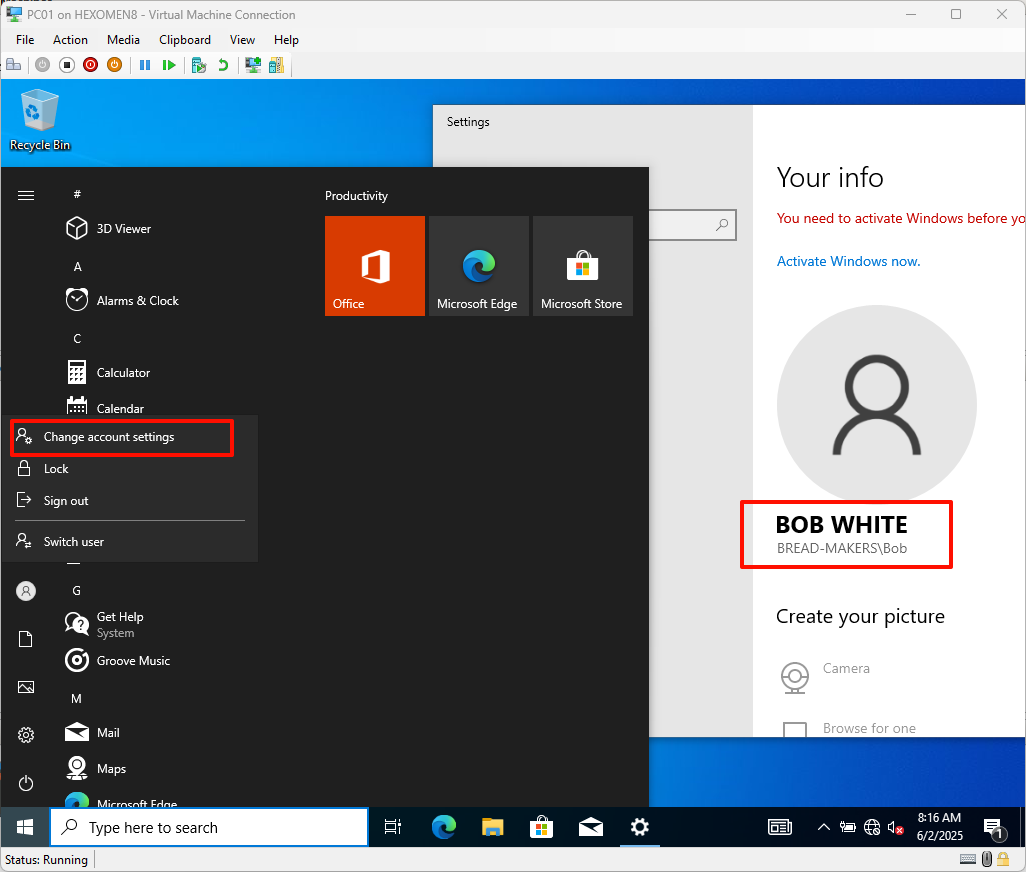 PC01 on HEXOMEN8 - Virtual Machine Connection
File Action Media Clipboard View Help
Recycle Bin
Settings
Your info
You need to activate Windows before yo
Activate Windows now.
BOB WHITE
BREAD-MAKERS\Bob
Create your picture
Camera
Browse for one
#
3D Viewer
A
Alarms & Clock
C
Calculator
Calendar
Change account settings
Lock
Sign out
Switch user
G
Get Help
System
Groove Music
M
Mail
Maps
Microsoft Edge
Productivity
Office
Microsoft Edge
Microsoft Store
Type here to search
8:16 AM
6/2/2025
1
Status: Running